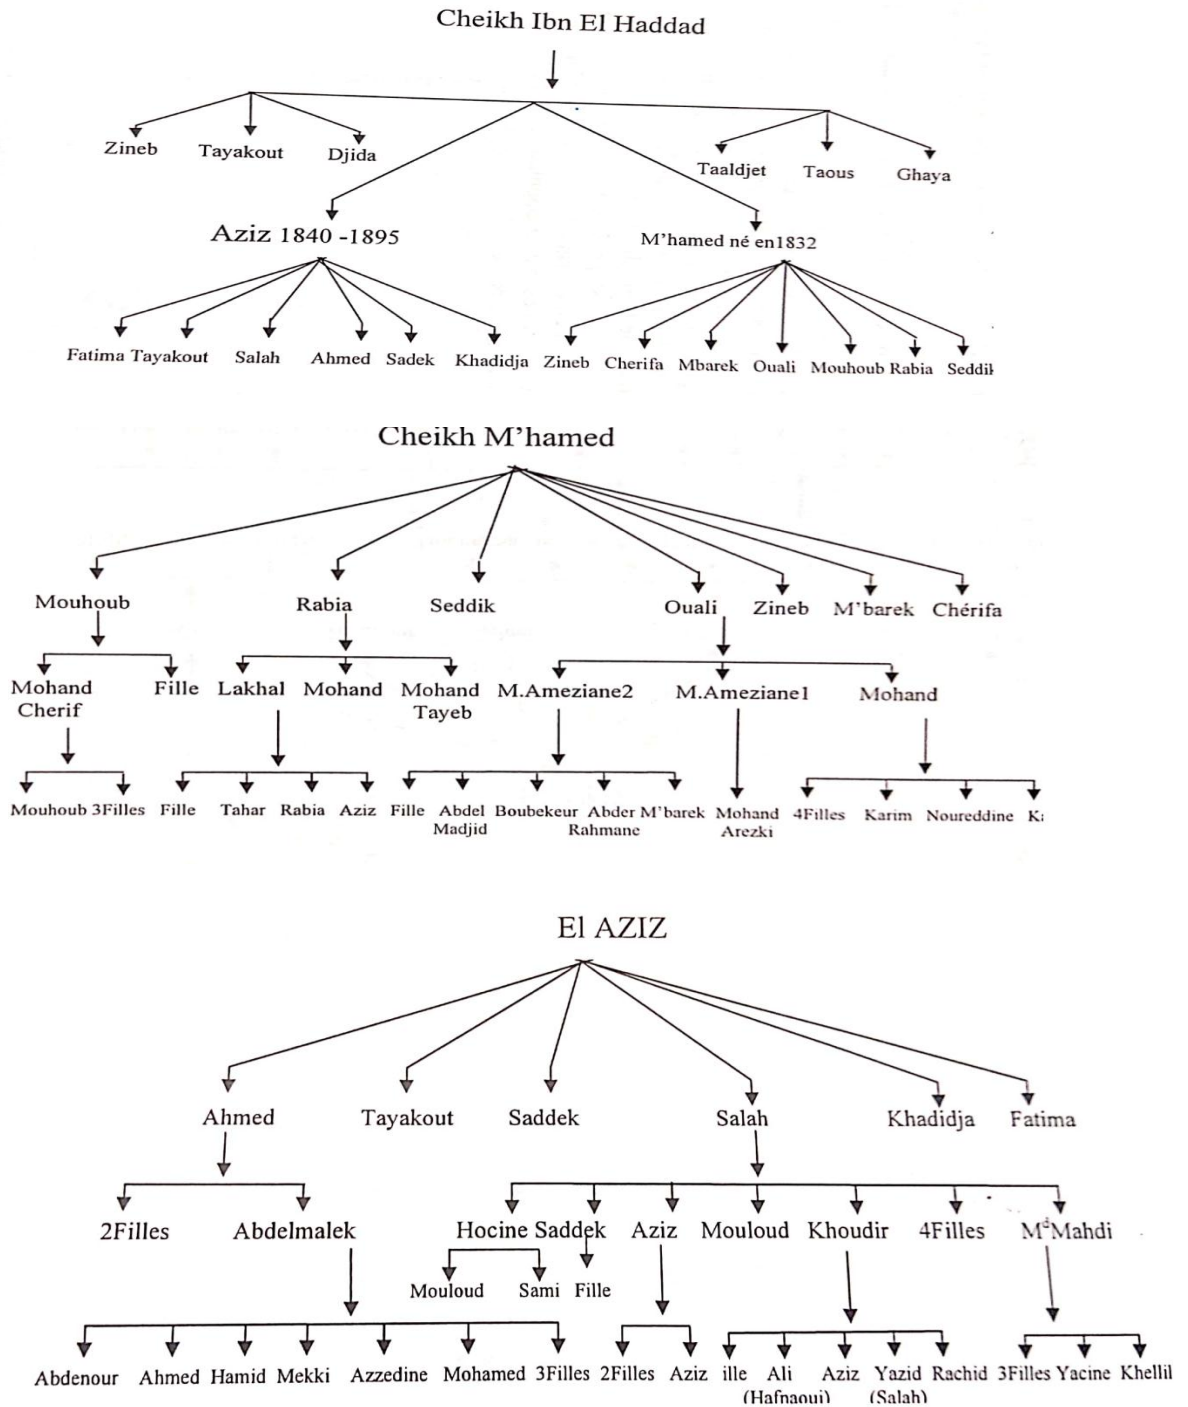 Cheikh Ibn El Haddad
Zineb Tayakout Djida Taaldjet Taous Ghaya
Aziz 1840 -1895 M'hamed né en1832
Fatima Tayakout Salah Ahmed Sadek Khadidja Zineb Cherifa Mbarek Ouali Mouhoub Rabia Seddik
Cheikh M'hamed
Mouhoub Rabia Seddik Ouali Zineb M'barek Chérifa
Mohand Fille Lakhal Mohand Mohand M.Ameziane2 M.Ameziane1 Mohand
Cherif Tayeb
Mouhoub 3Filles Fille Tahar Rabia Aziz Fille Abdel Boubekeur Abder M'barek Mohand 4Filles Karim Noureddine
Madjid Rahmane Arezki
El AZIZ
Ahmed Tayakout Saddek Salah Khadidja Fatima
2Filles Abdelmalek Hocine Saddek Aziz Mouloud Khoudir 4Filles MdMahdi
Mouloud Sami Fille
Abdenour Ahmed Hamid Mekki Azzedine Mohamed 3Filles 2Filles Aziz ille Ali Aziz Yazid Rachid 3Filles Yacine Khellil
(Hafnaoui) (Salah)